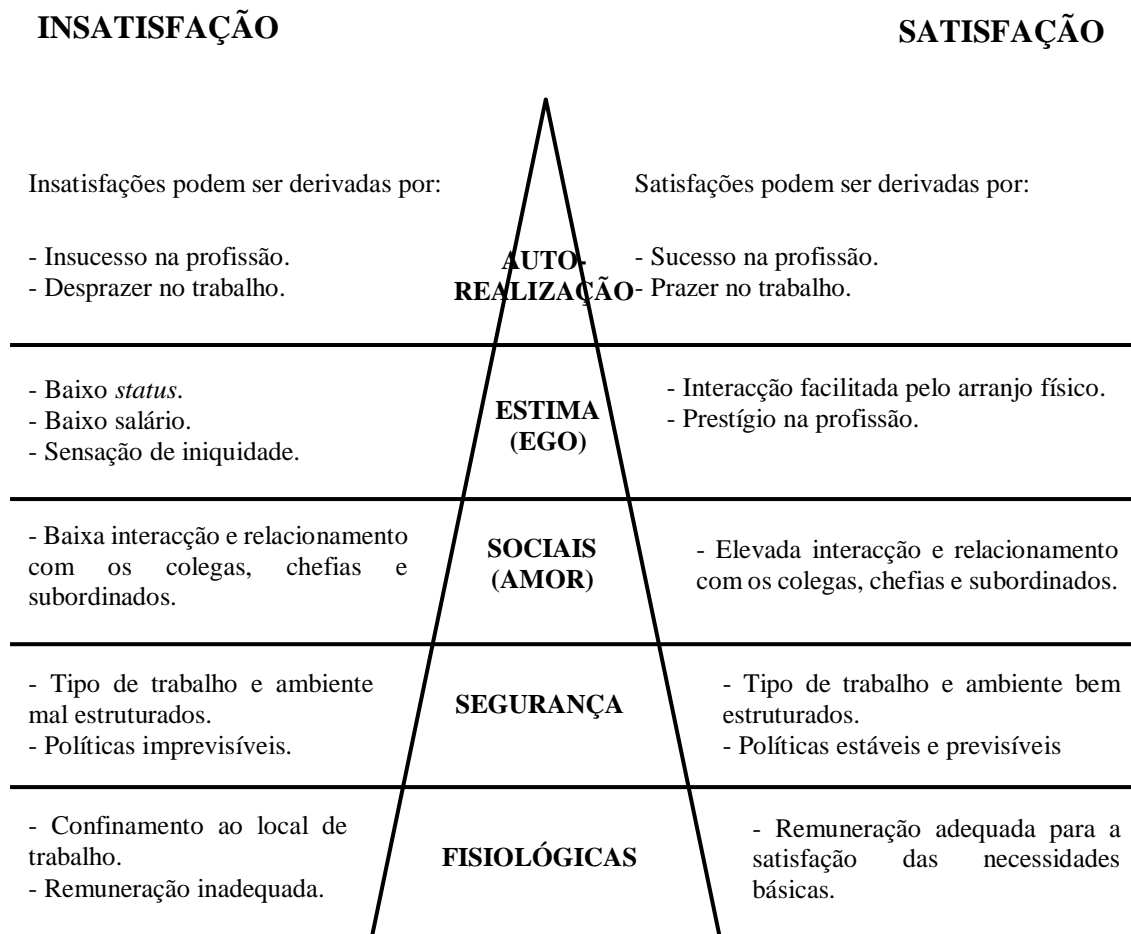 INSATISFAÇÃO
SATISFAÇÃO
Insatisfações podem ser derivadas por:
Satisfações podem ser derivadas por:
- Insucesso na profissão.
- Desprazer no trabalho.
AUTO-
REALIZAÇÃO
- Sucesso na profissão.
- Prazer no trabalho.
- Baixo status.
- Baixo salário.
- Sensação de iniquidade.
ESTIMA
(EGO)
- Interacção facilitada pelo arranjo físico.
- Prestígio na profissão.
- Baixa interacção e relacionamento
com os colegas, chefias e
subordinados.
SOCIAIS
(AMOR)
- Elevada interacção e relacionamento
com os colegas, chefias e subordinados.
- Tipo de trabalho e ambiente
mal estruturados.
- Políticas imprevisíveis.
SEGURANÇA
- Tipo de trabalho e ambiente bem
estruturados.
- Políticas estáveis e previsíveis
- Confinamento ao local de
trabalho.
- Remuneração inadequada.
FISIOLÓGICAS
- Remuneração adequada para a
satisfação das necessidades
básicas.